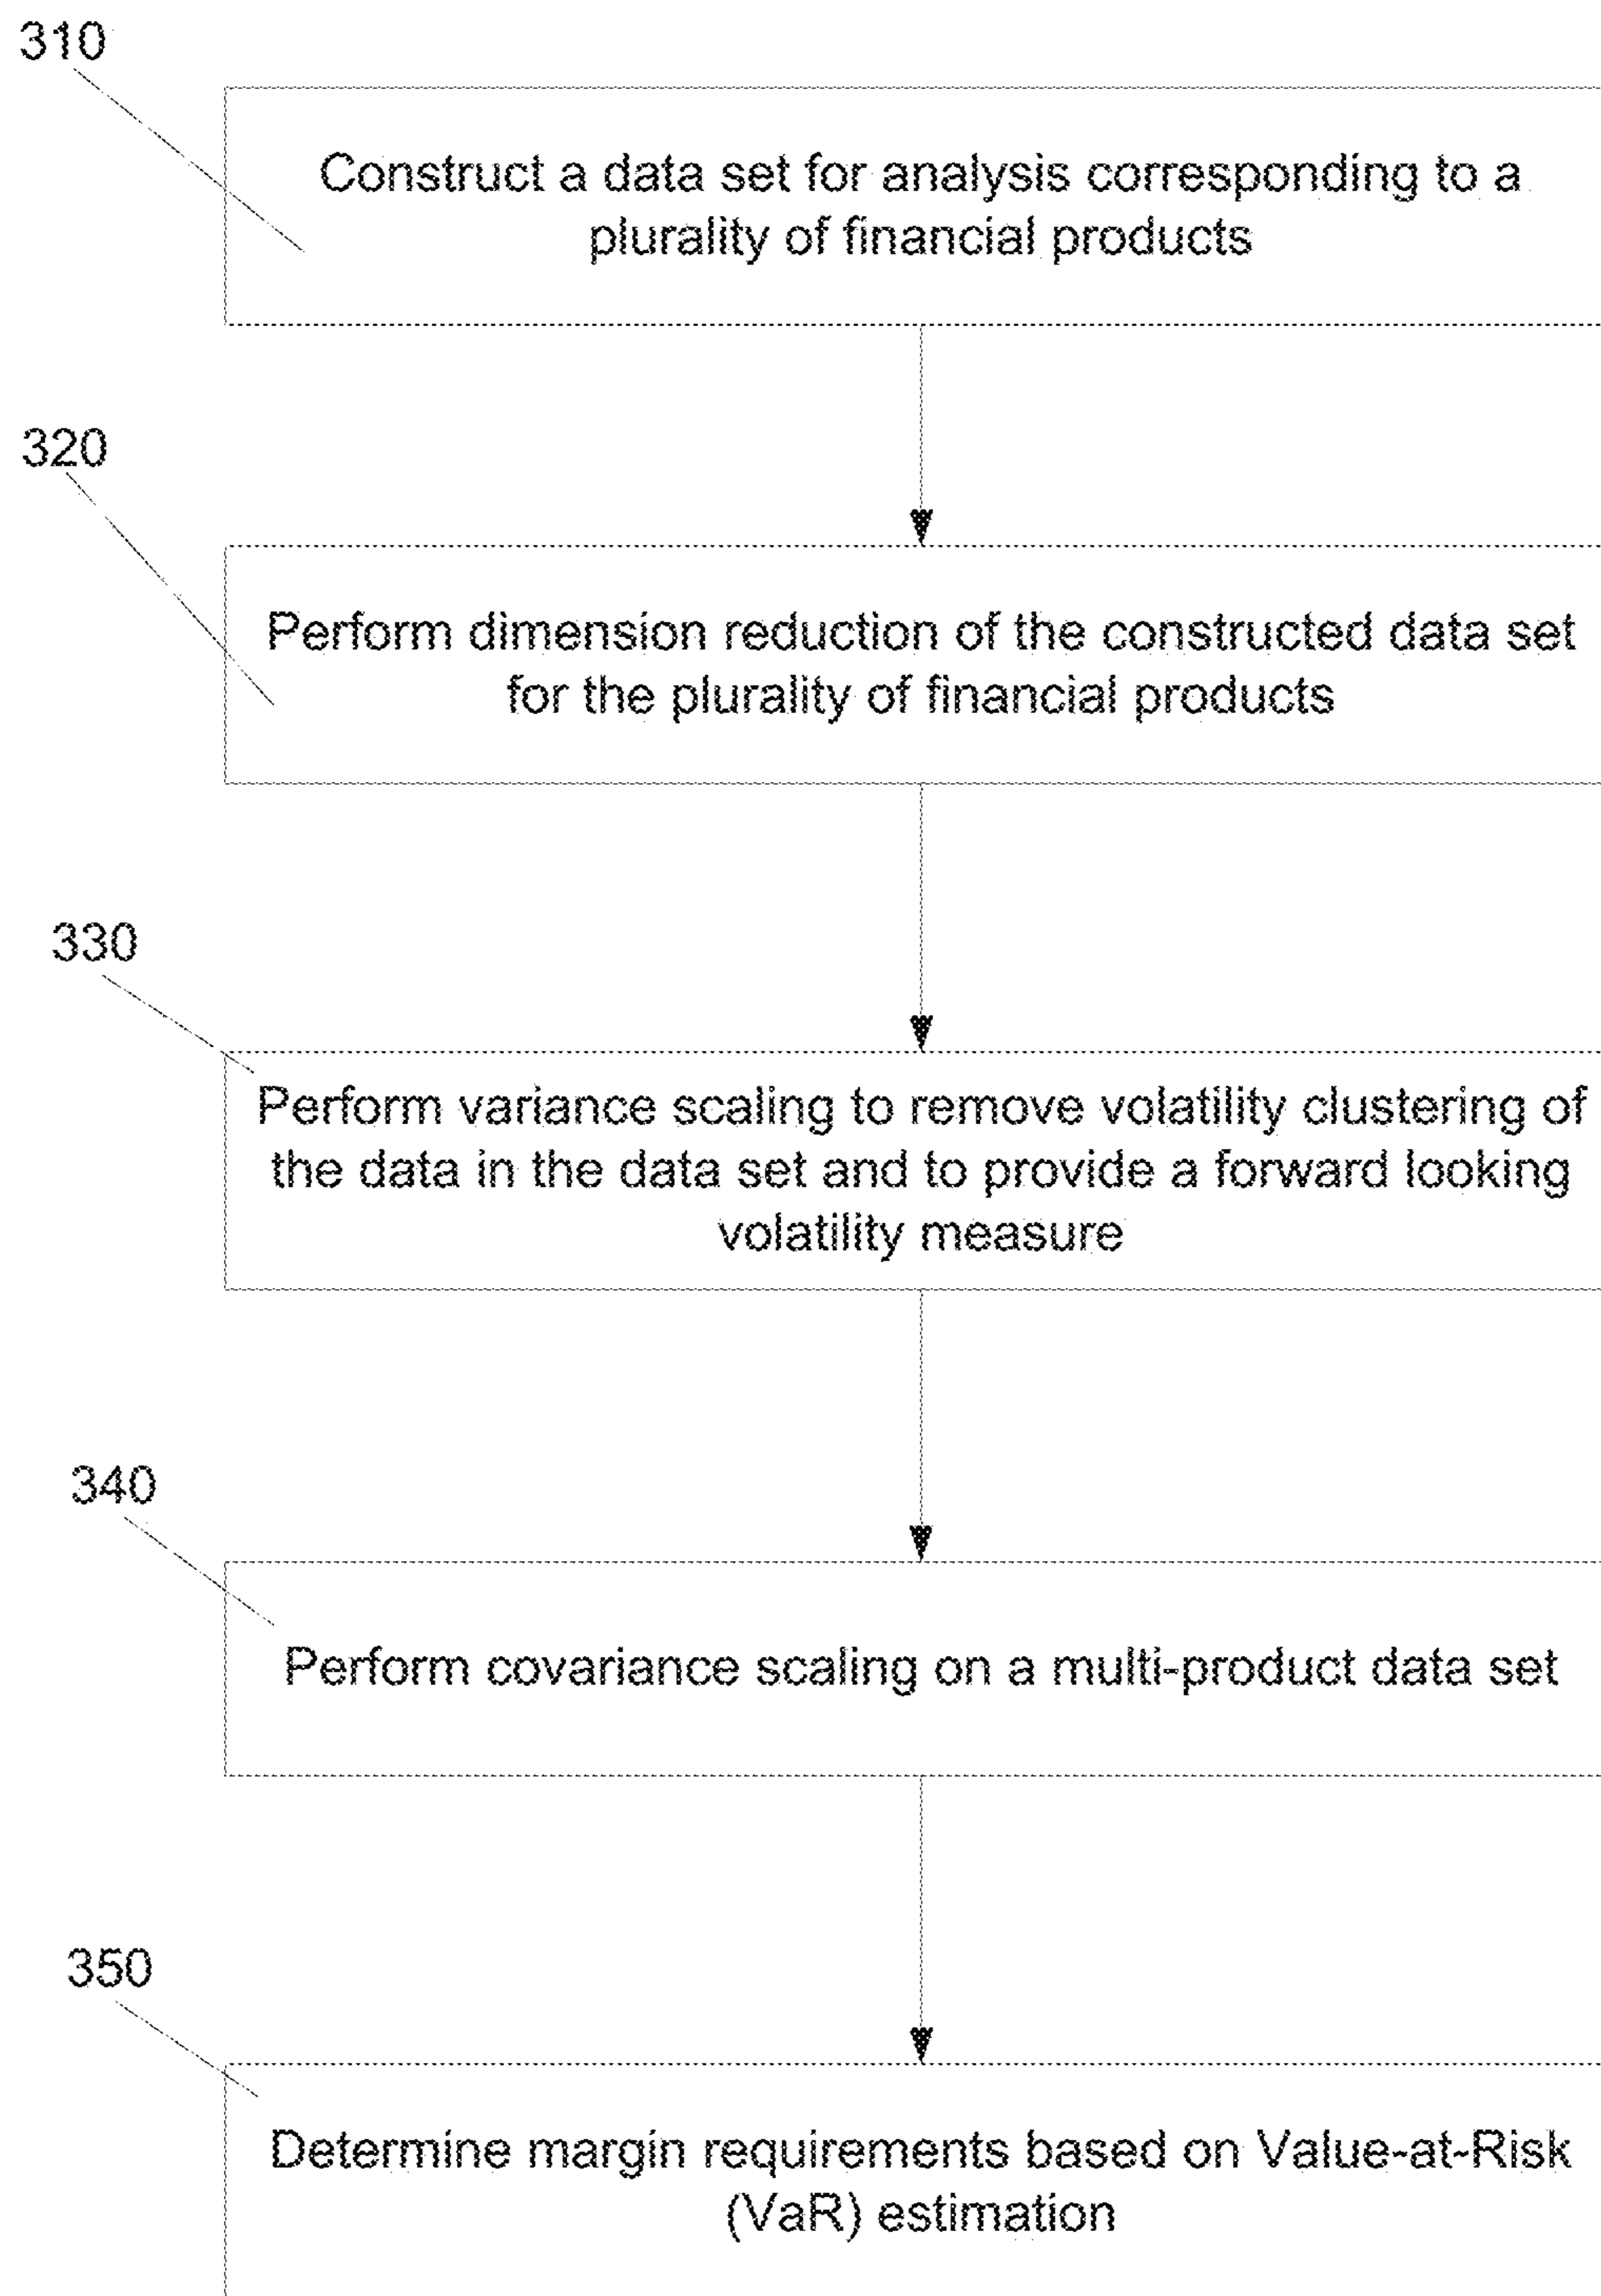 310
Construct a data set for analysis corresponding to a
plurality of financial products
320
Perform dimension reduction of the constructed data set
for the plurality of financial products
330
Perform variance scaling to remove volatility clustering of
the data in the data set and to provide a forward looking
volatility measure
340
Perform covariance scaling on a multi-product data set
350
Determine margin requirements based on Value-at-Risk
(VaR) estimation